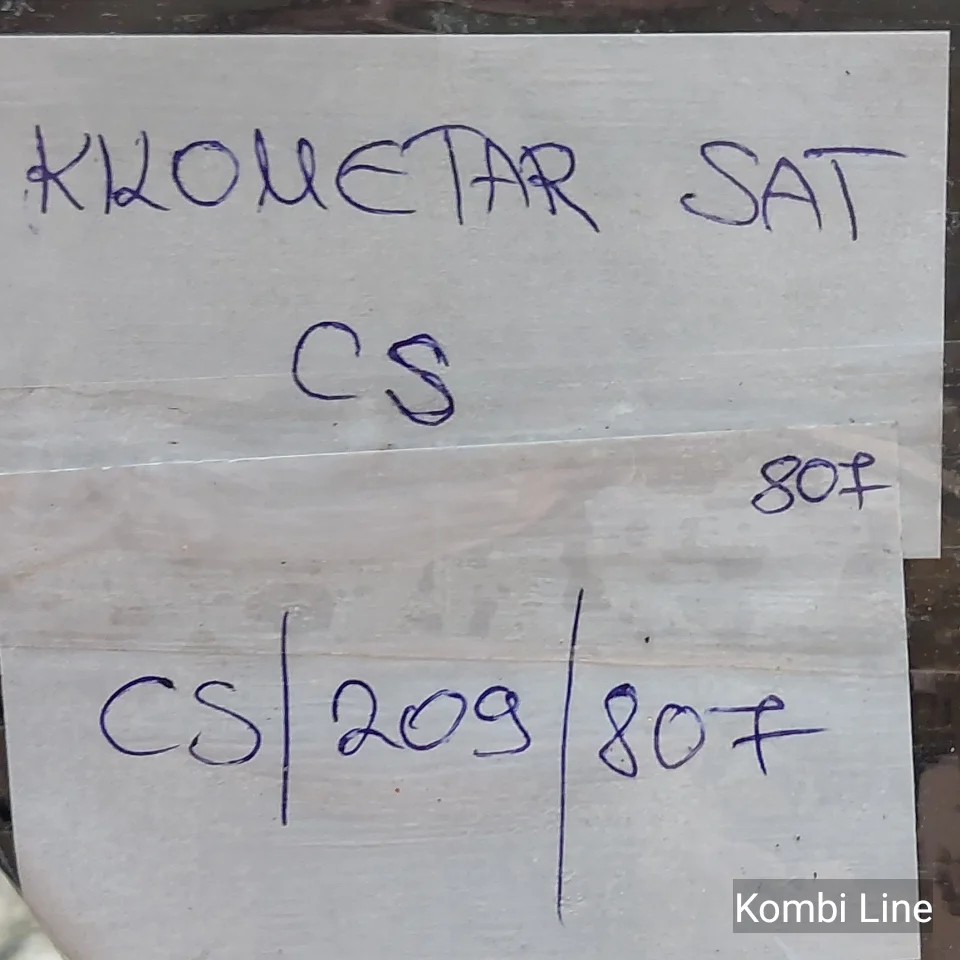 KILOMETAR SAT
CS
807
CS/209/807
Kombi Line